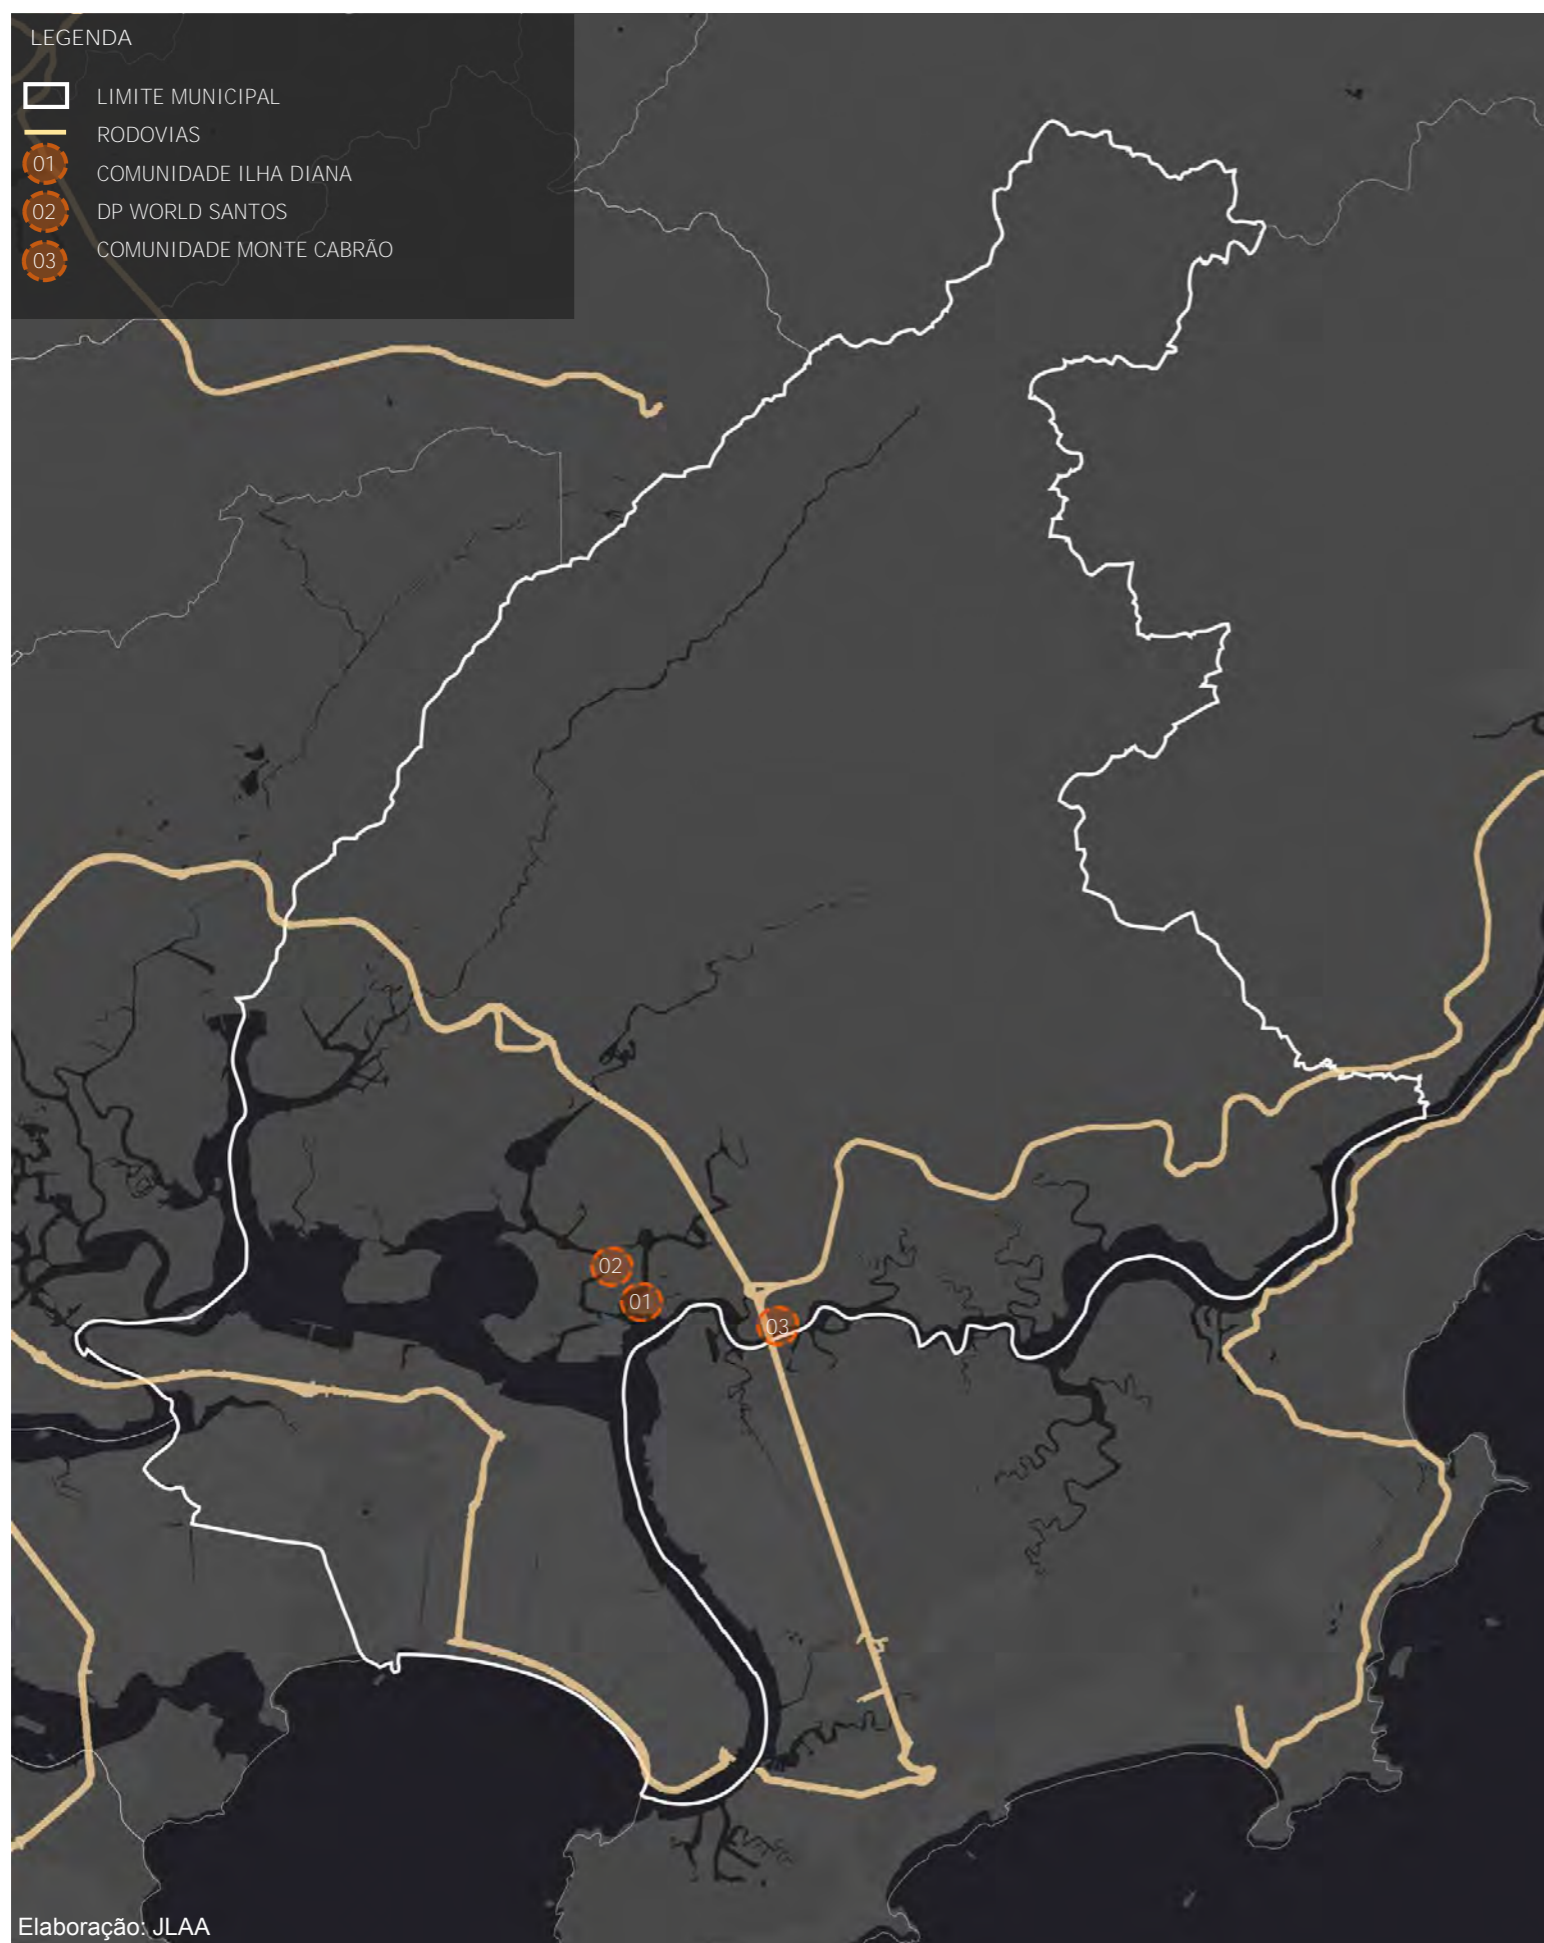 LEGENDA
LIMITE MUNICIPAL
RODOVIAS
01 COMUNIDADE ILHA DIANA
02 DP WORLD SANTOS
03 COMUNIDADE MONTE CABRÃO
02
01
03
Elaboração: JLAA